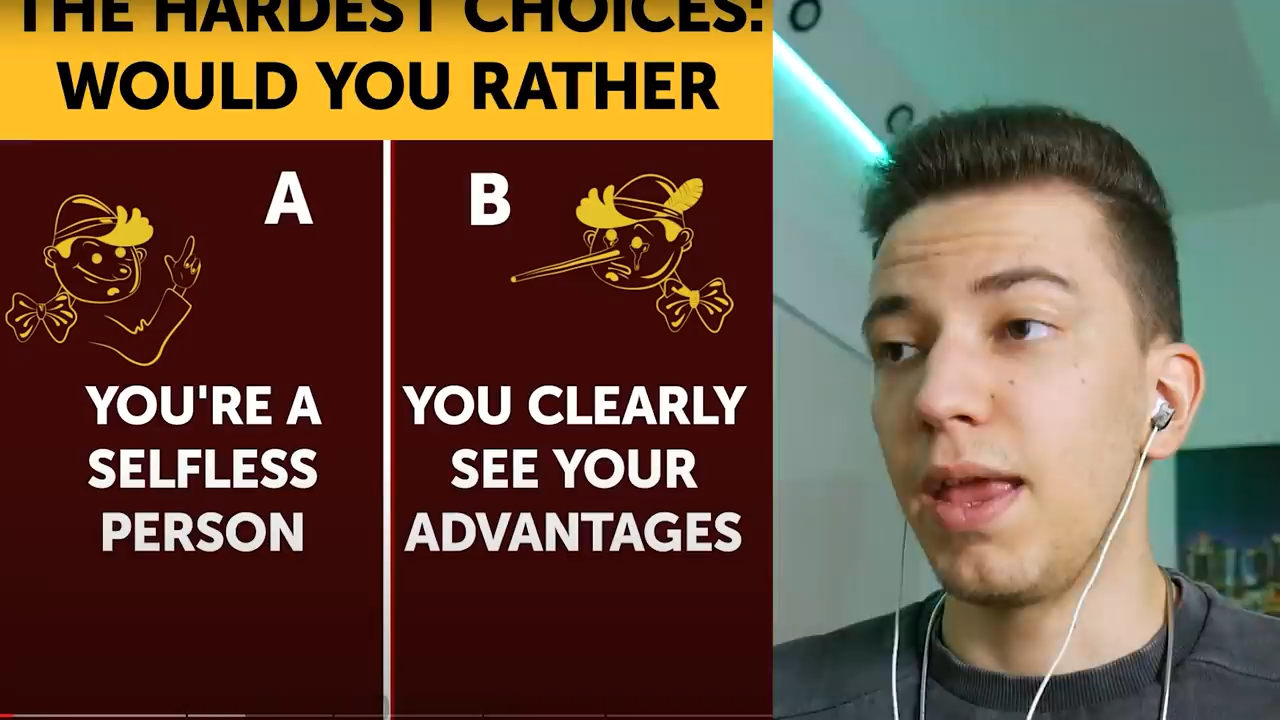 THE HARDEST CHOICES:
WOULD YOU RATHER
A
YOU'RE A
SELFLESS
PERSON
B
YOU CLEARLY
SEE YOUR
ADVANTAGES